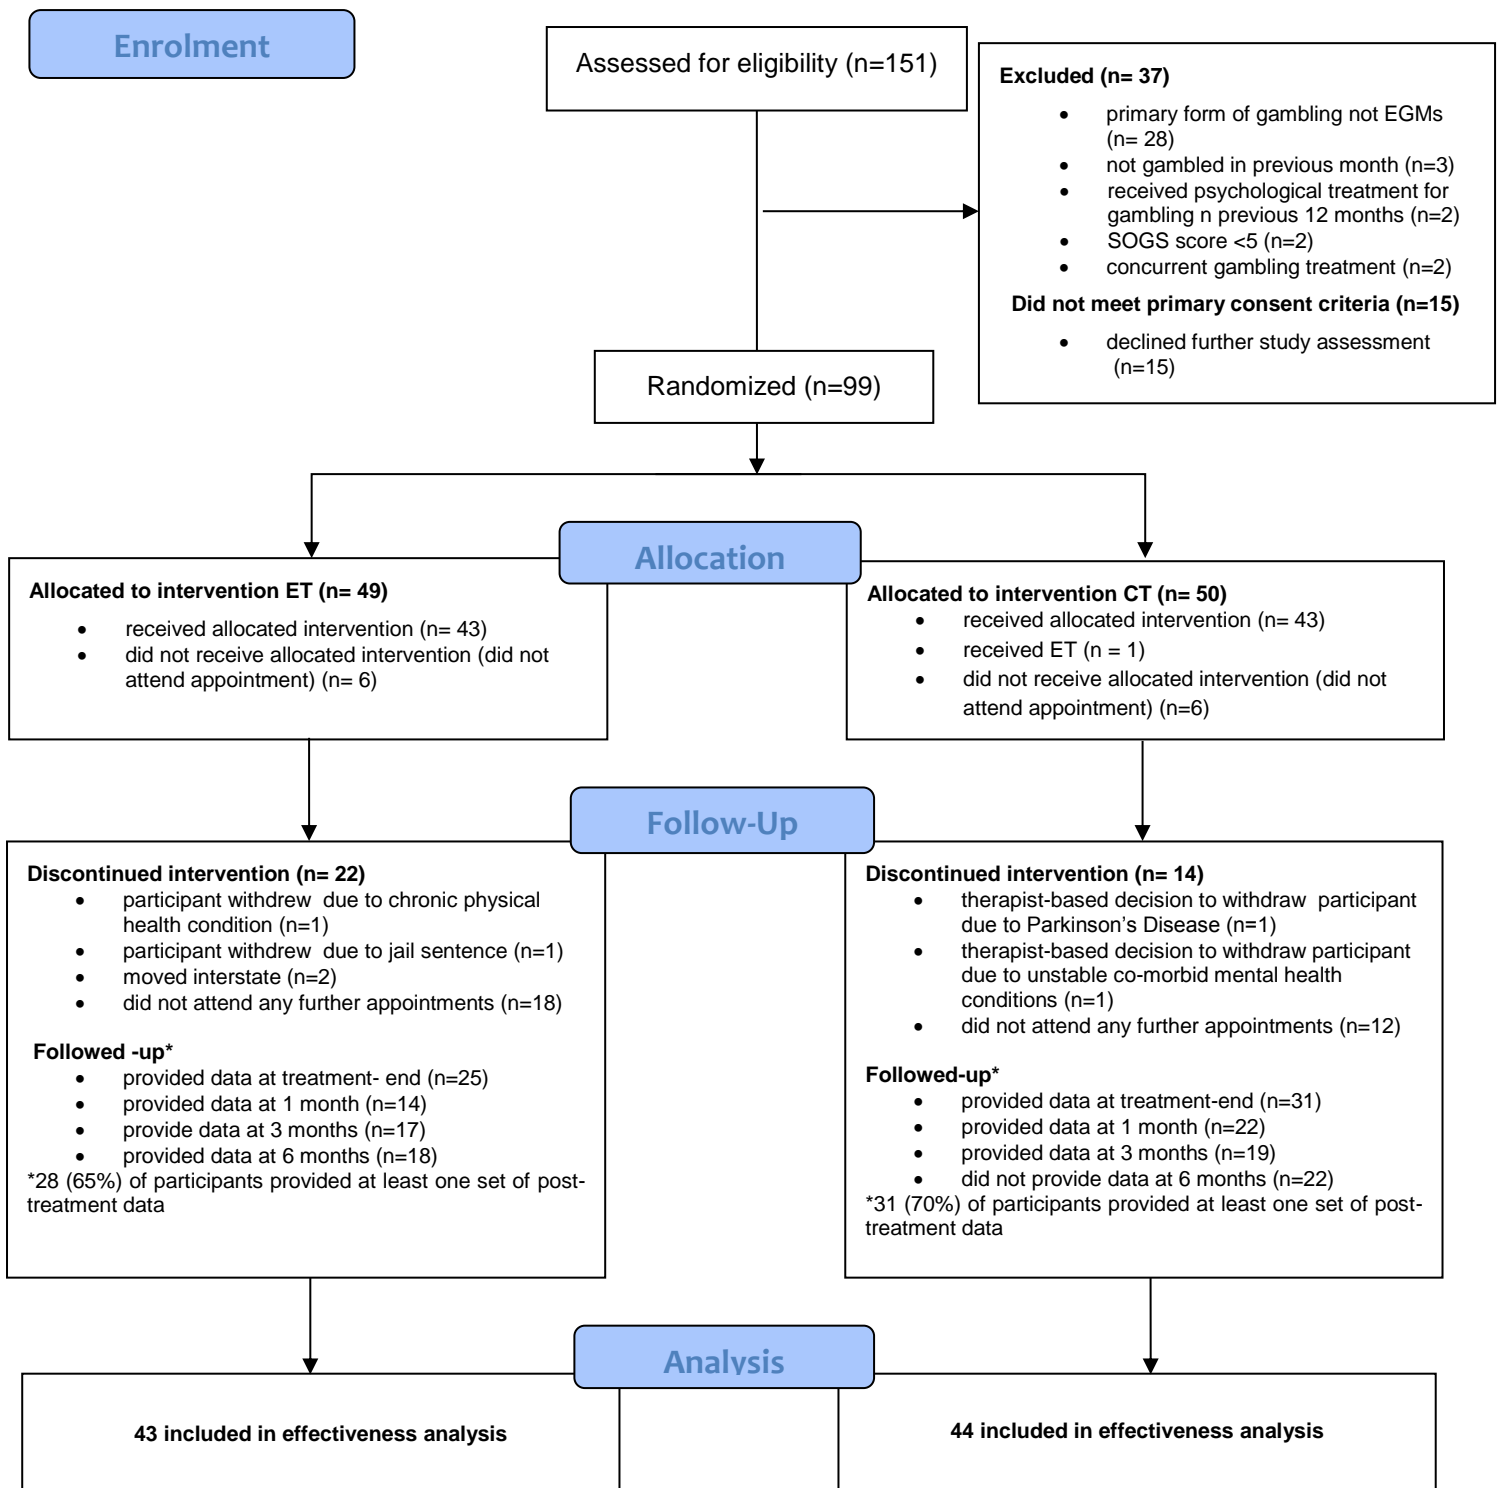 Enrolment
Assessed for eligibility (n=151)
Excluded (n= 37)
• primary form of gambling not EGMs
(n= 28)
• not gambled in previous month (n=3)
• received psychological treatment for
gambling n previous 12 months (n=2)
• SOGS score <5 (n=2)
• concurrent gambling treatment (n=2)
Did not meet primary consent criteria (n=15)
• declined further study assessment
(n=15)
Randomized (n=99)
Allocation
Allocated to intervention ET (n= 49)
• received allocated intervention (n= 43)
• did not receive allocated intervention (did not
attend appointment) (n= 6)
Allocated to intervention CT (n= 50)
• received allocated intervention (n= 43)
• received ET (n = 1)
• did not receive allocated intervention (did not
attend appointment) (n=6)
Follow-Up
Discontinued intervention (n= 22)
• participant withdrew due to chronic physical
health condition (n=1)
• participant withdrew due to jail sentence (n=1)
• moved interstate (n=2)
• did not attend any further appointments (n=18)
Followed -up*
• provided data at treatment- end (n=25)
• provided data at 1 month (n=14)
• provide data at 3 months (n=17)
• provided data at 6 months (n=18)
*28 (65%) of participants provided at least one set of post-
treatment data
Discontinued intervention (n= 14)
• therapist-based decision to withdraw participant
due to Parkinson’s Disease (n=1)
• therapist-based decision to withdraw participant
due to unstable co-morbid mental health
conditions (n=1)
• did not attend any further appointments (n=12)
Followed-up*
• provided data at treatment-end (n=31)
• provided data at 1 month (n=22)
• provided data at 3 months (n=19)
• did not provide data at 6 months (n=22)
*31 (70%) of participants provided at least one set of post-
treatment data
Analysis
43 included in effectiveness analysis
44 included in effectiveness analysis